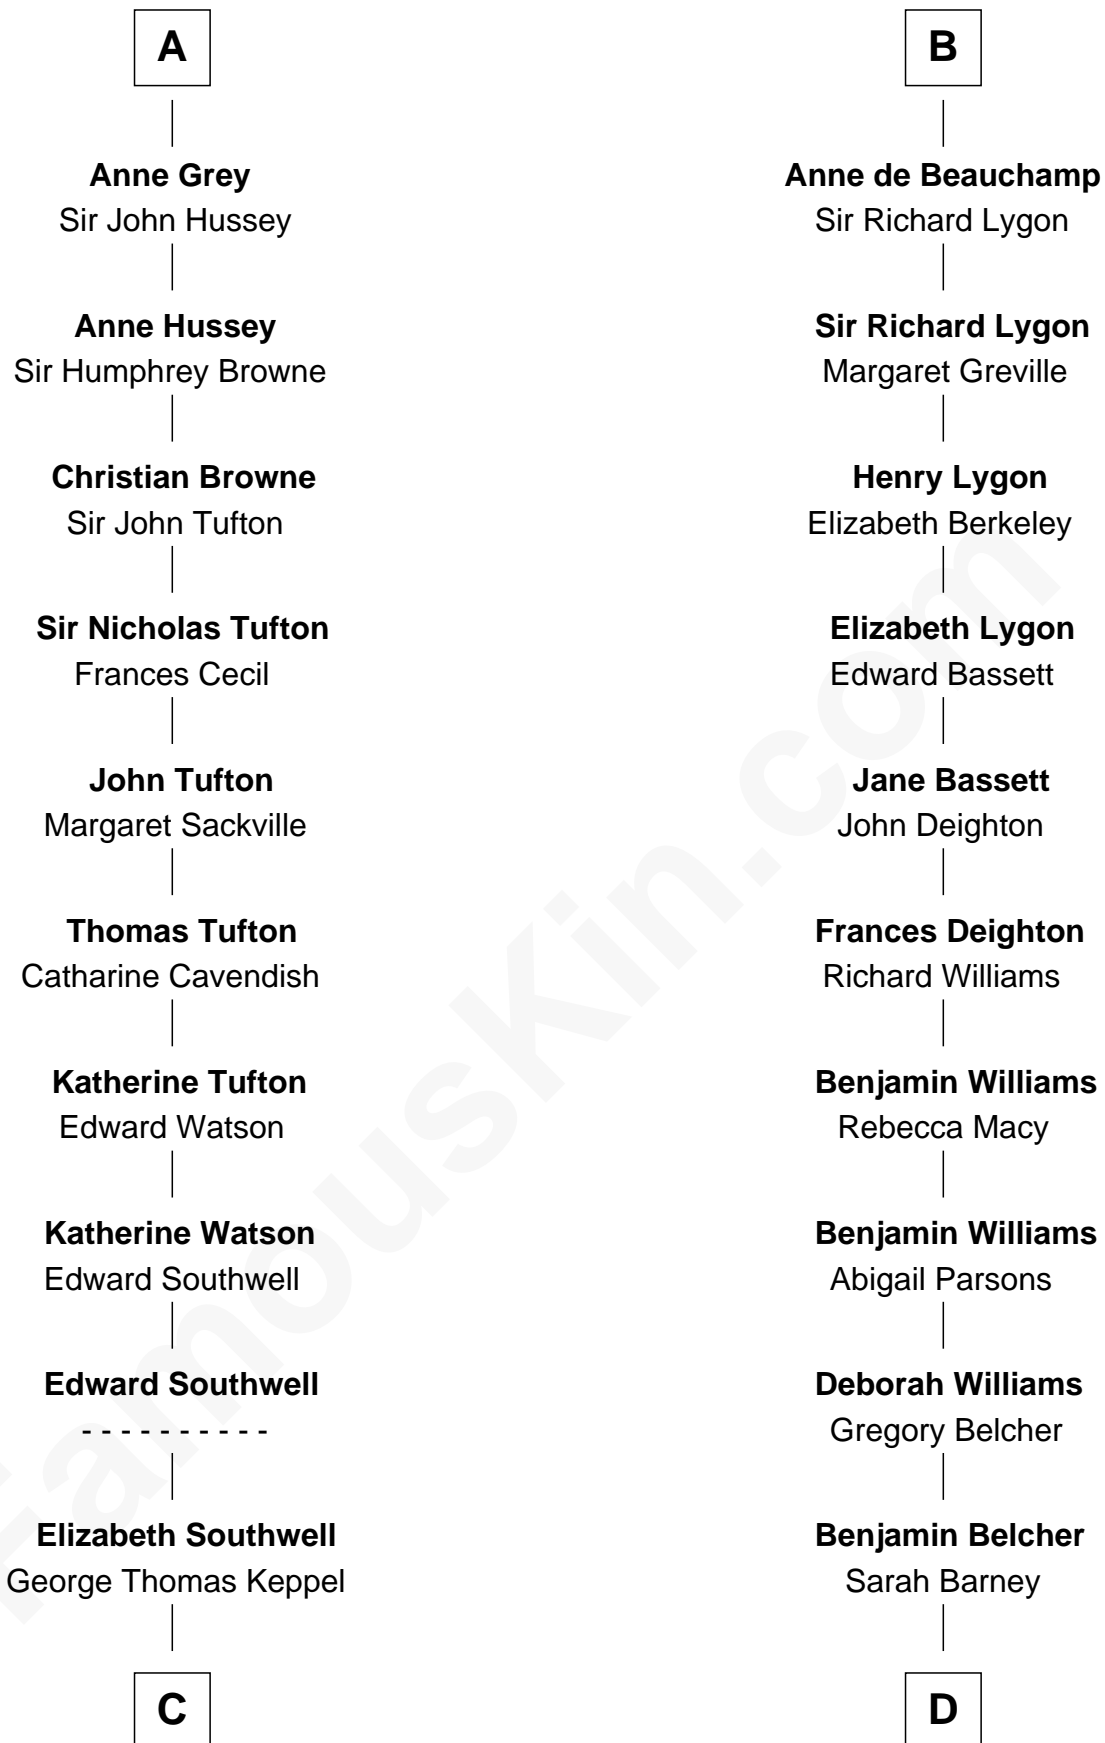 A
Anne Grey
Sir John Hussey
Anne Hussey
Sir Humphrey Browne
Christian Browne
Sir John Tufton
Sir Nicholas Tufton
Frances Cecil
John Tufton
Margaret Sackville
Thomas Tufton
Catharine Cavendish
Katherine Tufton
Edward Watson
Katherine Watson
Edward Southwell
Edward Southwell
- - - - - - - - - -
Elizabeth Southwell
George Thomas Keppel
C
B
Anne de Beauchamp
Sir Richard Lygon
Sir Richard Lygon
Margaret Greville
Henry Lygon
Elizabeth Berkeley
Elizabeth Lygon
Edward Bassett
Jane Bassett
John Deighton
Frances Deighton
Richard Williams
Benjamin Williams
Rebecca Macy
Benjamin Williams
Abigail Parsons
Deborah Williams
Gregory Belcher
Benjamin Belcher
Sarah Barney
D
FamousKin.com